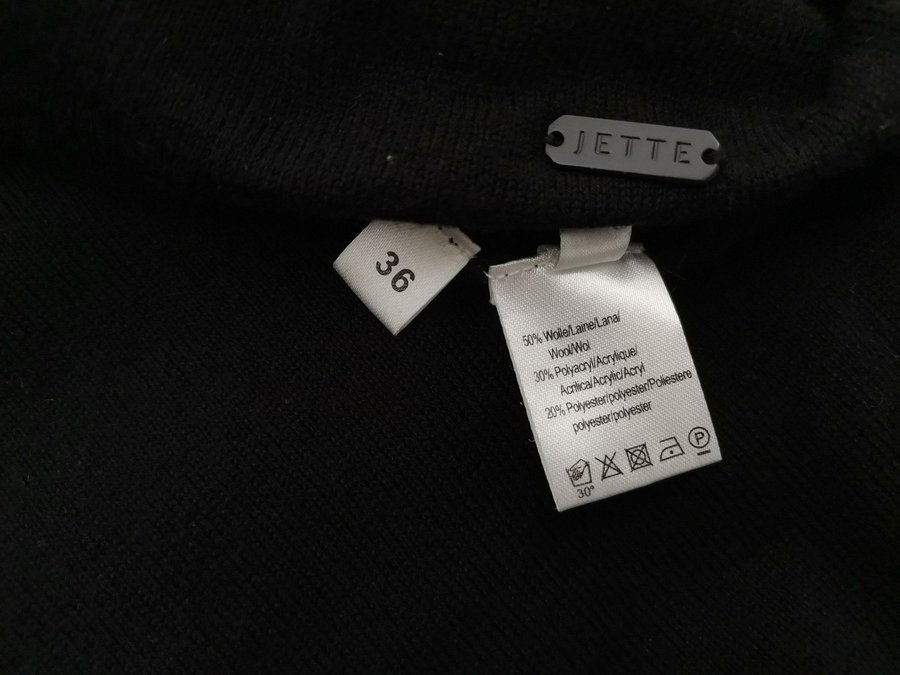 JETTE
36
50% Wolle/Laine/Lana/
Wool/Wol
30% Polyacryl/Acrylique/
Acrilica/Acrylic/Acryl
20% Polyester/polyester/Poliestere
polyester/polyester
30°
P